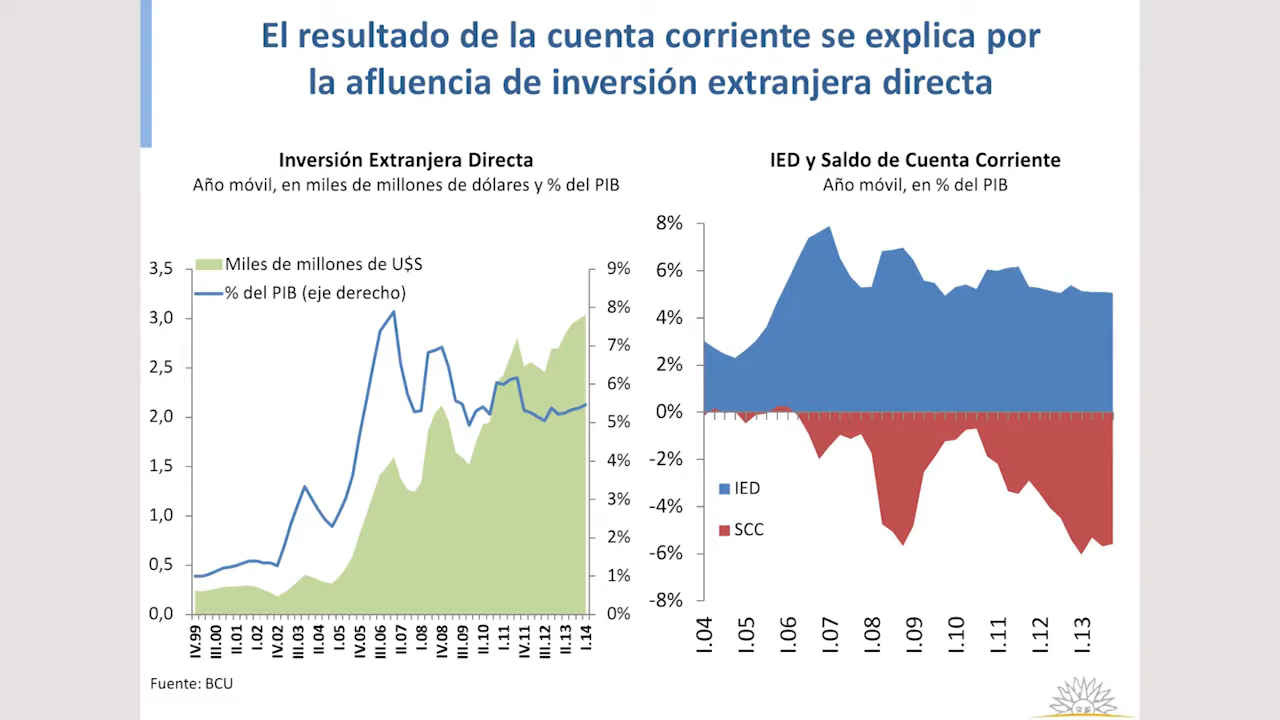 El resultado de la cuenta corriente se explica por
la afluencia de inversión extranjera directa
Inversión Extranjera Directa
Año móvil, en miles de millones de dólares y % del PIB
Miles de millones de U$S
% del PIB (eje derecho)
3,5
3,0
2,5
2,0
1,5
1,0
0,5
0,0
9%
8%
7%
6%
5%
4%
3%
2%
1%
0%
IV.99
III.00
II.01
I.02
IV.02
III.03
II.04
I.05
IV.05
III.06
II.07
I.08
IV.08
III.09
II.10
I.11
IV.11
III.12
II.13
I.14
Fuente: BCU
IED y Saldo de Cuenta Corriente
Año móvil, en % del PIB
8%
6%
4%
2%
0%
-2%
-4%
-6%
-8%
IED
SCC
I.04
I.05
I.06
I.07
I.08
I.09
I.10
I.11
I.12
I.13